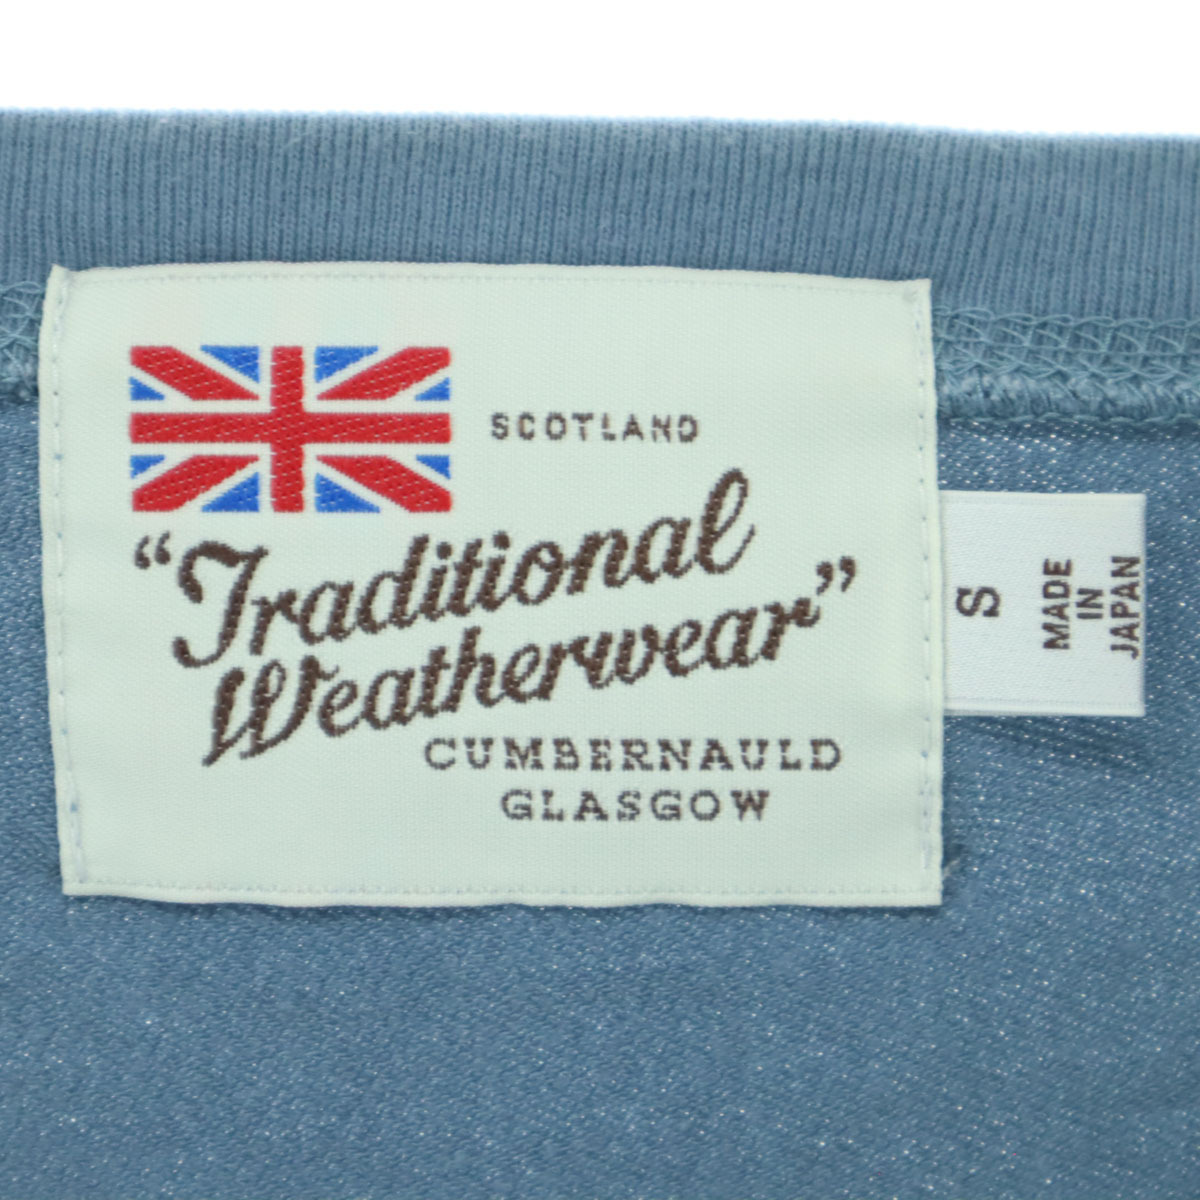 SCOTLAND
"Traditional
Weatherwear"
CUMBERNAULD
GLASGOW
S
MADE
IN
JAPAN